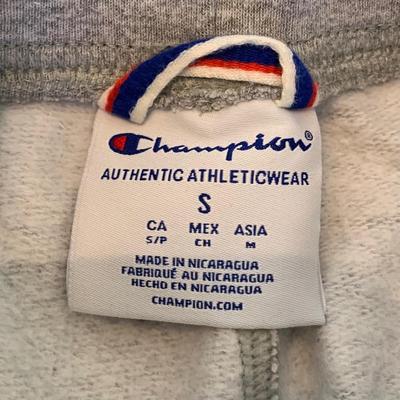 Champion®
AUTHENTIC ATHLETICWEAR
S
CA MEX ASIA
S/P CH M
MADE IN NICARAGUA
FABRIQUÉ AU NICARAGUA
HECHO EN NICARAGUA
CHAMPION.COM